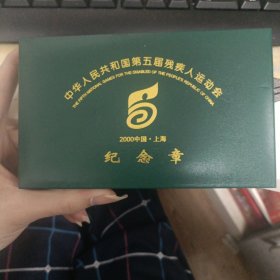 中华人民共和国第五届残疾人运动会
THE FIFTH NATIONAL GAMES FOR THE DISABLED OF THE PEOPLE'S REPUBLIC OF CHINA
2000中国·上海
纪念章